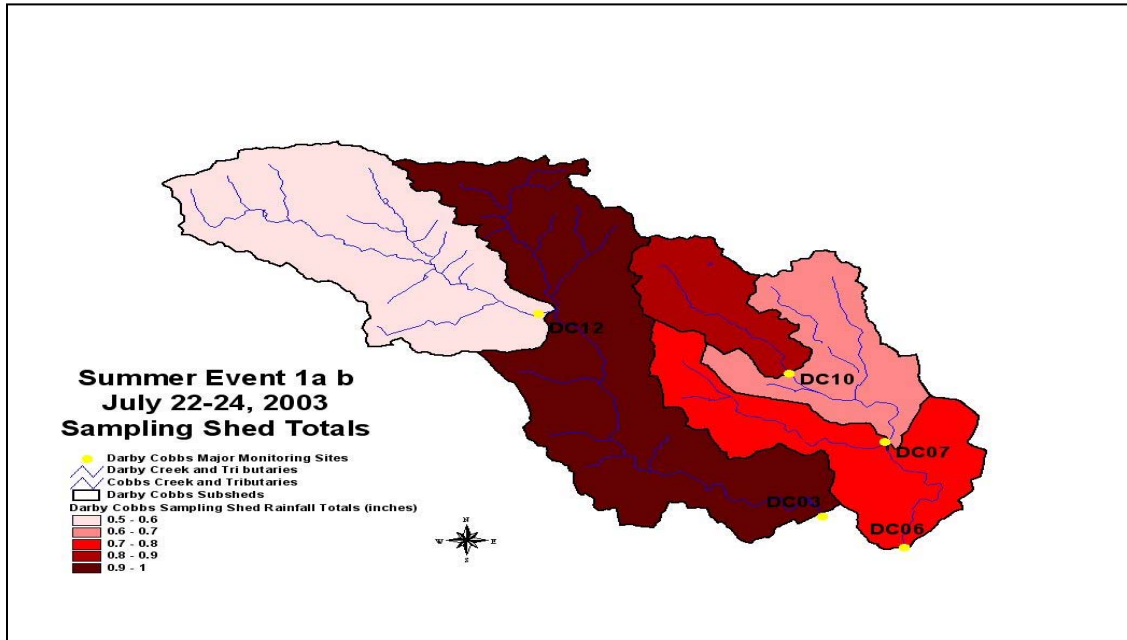 DC12
DC10
DC07
DC03
DC06
Summer Event 1a b
July 22-24, 2003
Sampling Shed Totals
Darby Cobbs Major Monitoring Sites
Darby Creek and Tri butaries
Cobbs Creek and Tributaries
Darby Cobbs Subsheds
Darby Cobbs Sampling Shed Rainfall Totals (inches)
0.5 - 0.6
0.6 - 0.7
0.7 - 0.8
0.8 - 0.9
0.9 - 1
N
W E
S